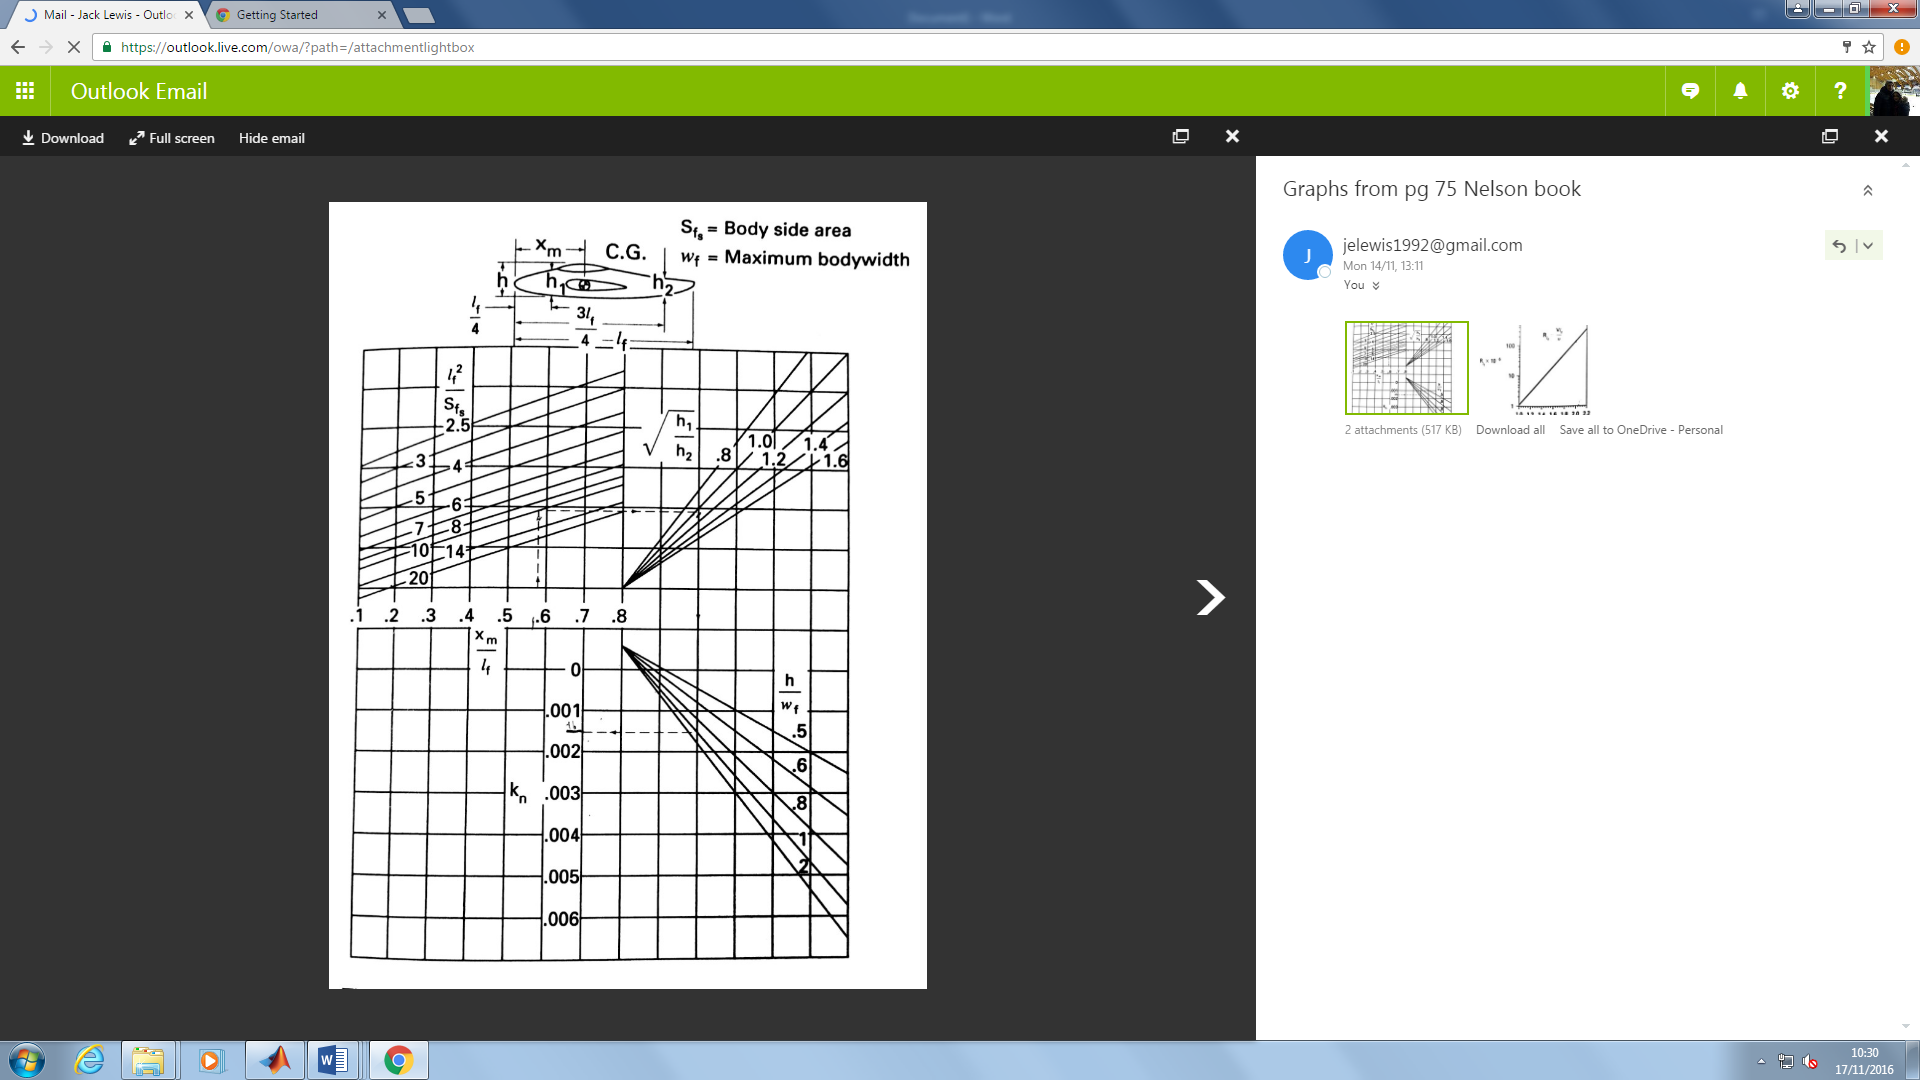 Mail - Jack Lewis - Outlo
Getting Started
https://outlook.live.com/owa/?path=/attachmentlightbox
Outlook Email
Download
Full screen
Hide email
Sfs = Body side area
wf = Maximum bodywidth
xm
C.G.
h
h1
h2
lf
4
3lf
4
lf
lf²
Sfs
2.5
3
4
5
6
7
8
10
14
20
√
h1
h2
.8
1.0
1.2
1.4
1.6
.1 .2 .3 .4 .5 .6 .7 .8
xm
lf
0
.001
.002
kn .003
.004
.005
.006
h
wf
.5
.6
.8
1
2
Graphs from pg 75 Nelson book
J
jelewis1992@gmail.com
Mon 14/11, 13:11
You
2 attachments (517 KB) Download all Save all to OneDrive - Personal
10:30
17/11/2016